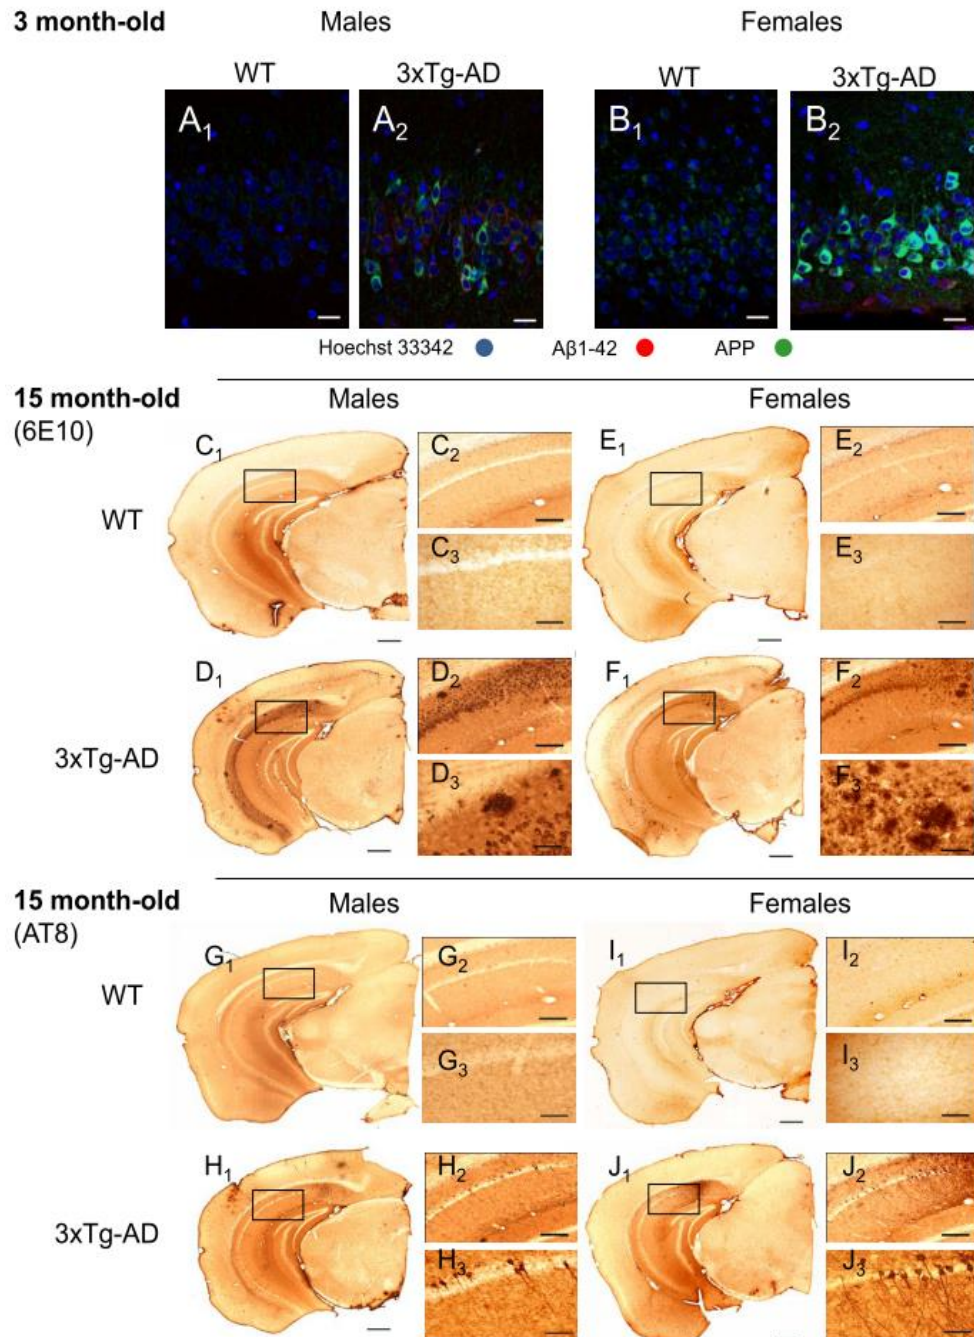 3 month-old Males Females
WT 3xTg-AD WT 3xTg-AD
A1 A2 B1 B2
Hoechst 33342 Aβ1-42 APP
15 month-old Males Females
(6E10)
C1 C2 E1 E2
WT
C3 E3
D1 D2 F1 F2
3xTg-AD
D3 F3
15 month-old Males Females
(AT8)
G1 G2 I1 I2
WT
G3 I3
H1 H2 J1 J2
3xTg-AD
H3 J3